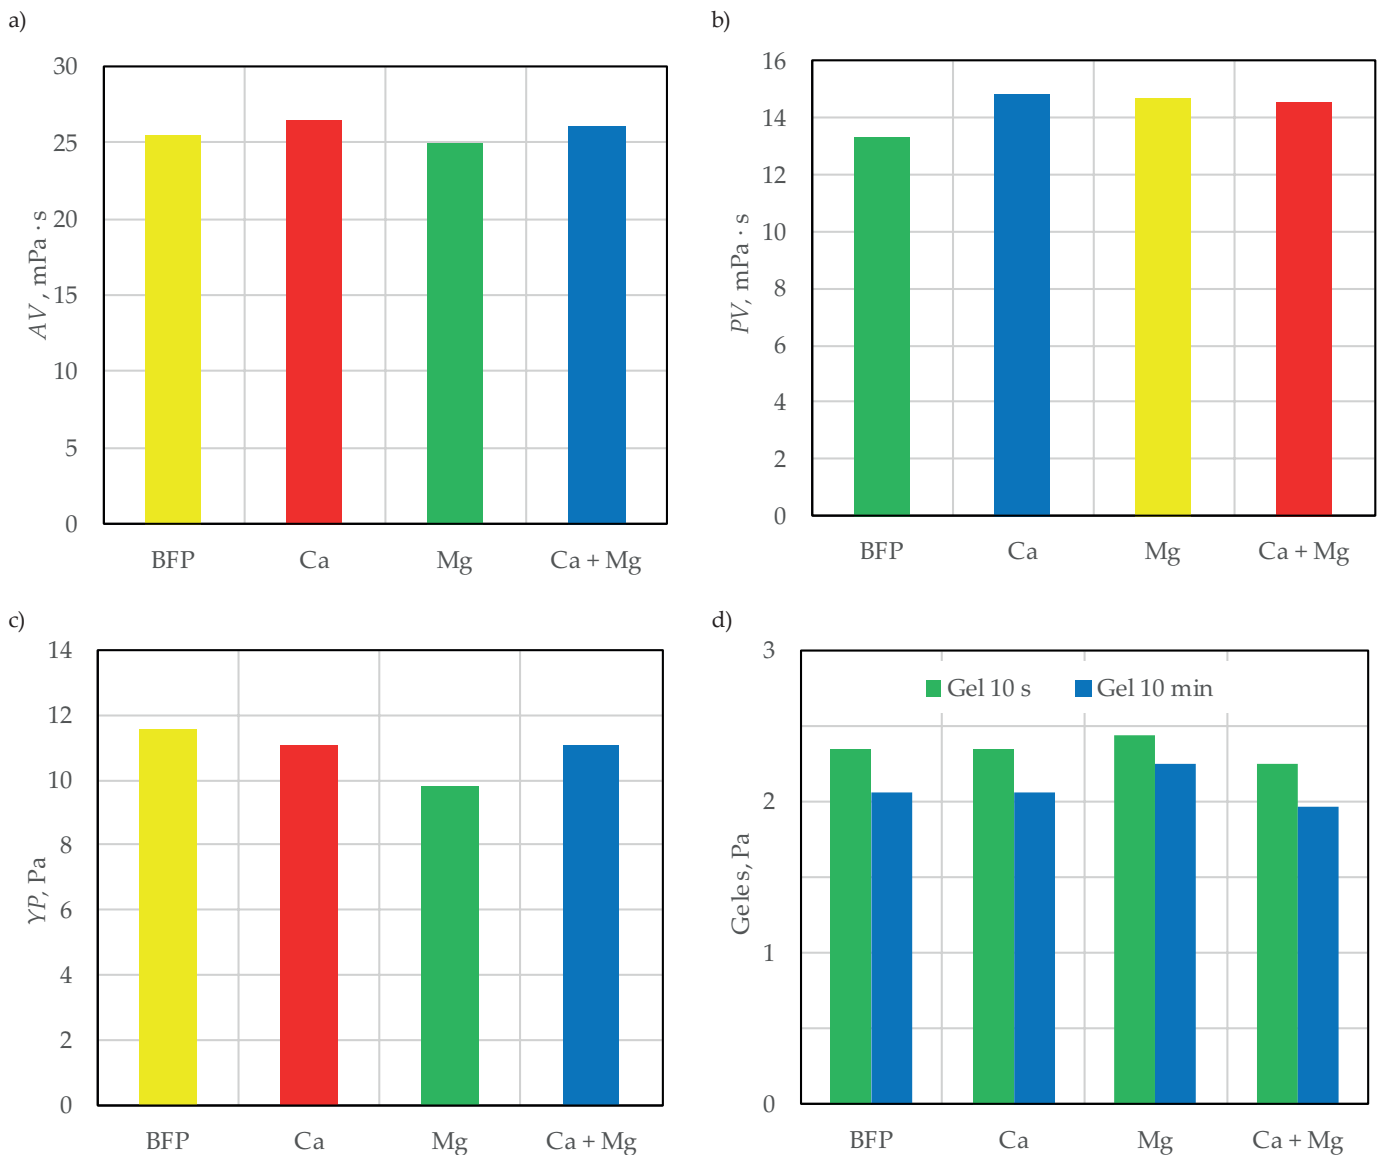 a)
30
25
20
15
10
5
0
AV, mPa · s
BFP Ca Mg Ca + Mg
b)
16
14
12
10
8
6
4
2
0
PV, mPa · s
BFP Ca Mg Ca + Mg
c)
14
12
10
8
6
4
2
0
YP, Pa
BFP Ca Mg Ca + Mg
d)
3
2
1
0
Geles, Pa
Gel 10 s Gel 10 min
BFP Ca Mg Ca + Mg